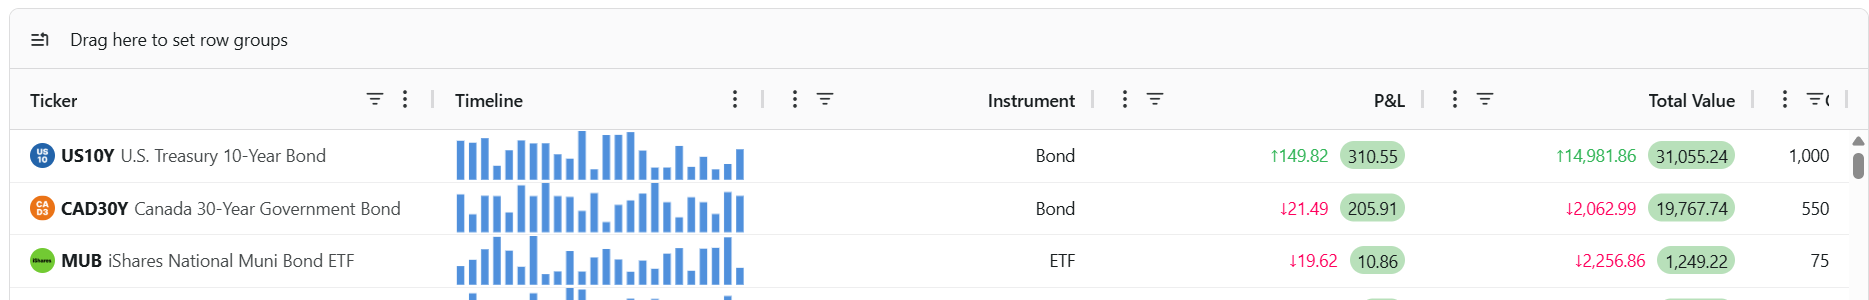 Drag here to set row groups
Ticker Timeline Instrument P&L Total Value
US 10 US10Y U.S. Treasury 10-Year Bond Bond ↑149.82 310.55 ↑14,981.86 31,055.24 1,000
CA D3 CAD30Y Canada 30-Year Government Bond Bond ↓21.49 205.91 ↓2,062.99 19,767.74 550
iShares MUB iShares National Muni Bond ETF ETF ↓19.62 10.86 ↓2,256.86 1,249.22 75